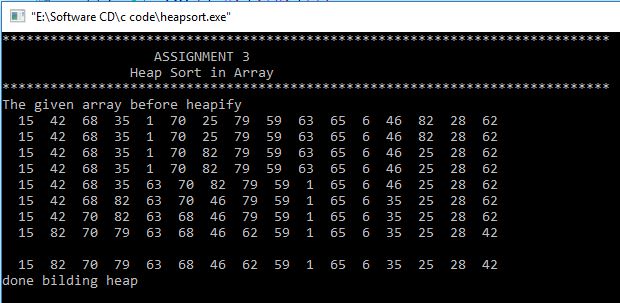 "E:\Software CD\c code\heapsort.exe"
****************************************************************************
ASSIGNMENT 3
Heap Sort in Array
****************************************************************************
The given array before heapify
15 42 68 35 1 70 25 79 59 63 65 6 46 82 28 62
15 42 68 35 1 70 25 79 59 63 65 6 46 82 28 62
15 42 68 35 1 70 82 79 59 63 65 6 46 25 28 62
15 42 68 35 1 70 82 79 59 63 65 6 46 25 28 62
15 42 68 35 63 70 82 79 59 1 65 6 46 25 28 62
15 42 68 82 63 70 46 79 59 1 65 6 35 25 28 62
15 42 70 82 63 68 46 79 59 1 65 6 35 25 28 62
15 82 70 79 63 68 46 62 59 1 65 6 35 25 28 42
15 82 70 79 63 68 46 62 59 1 65 6 35 25 28 42
done bilding heap